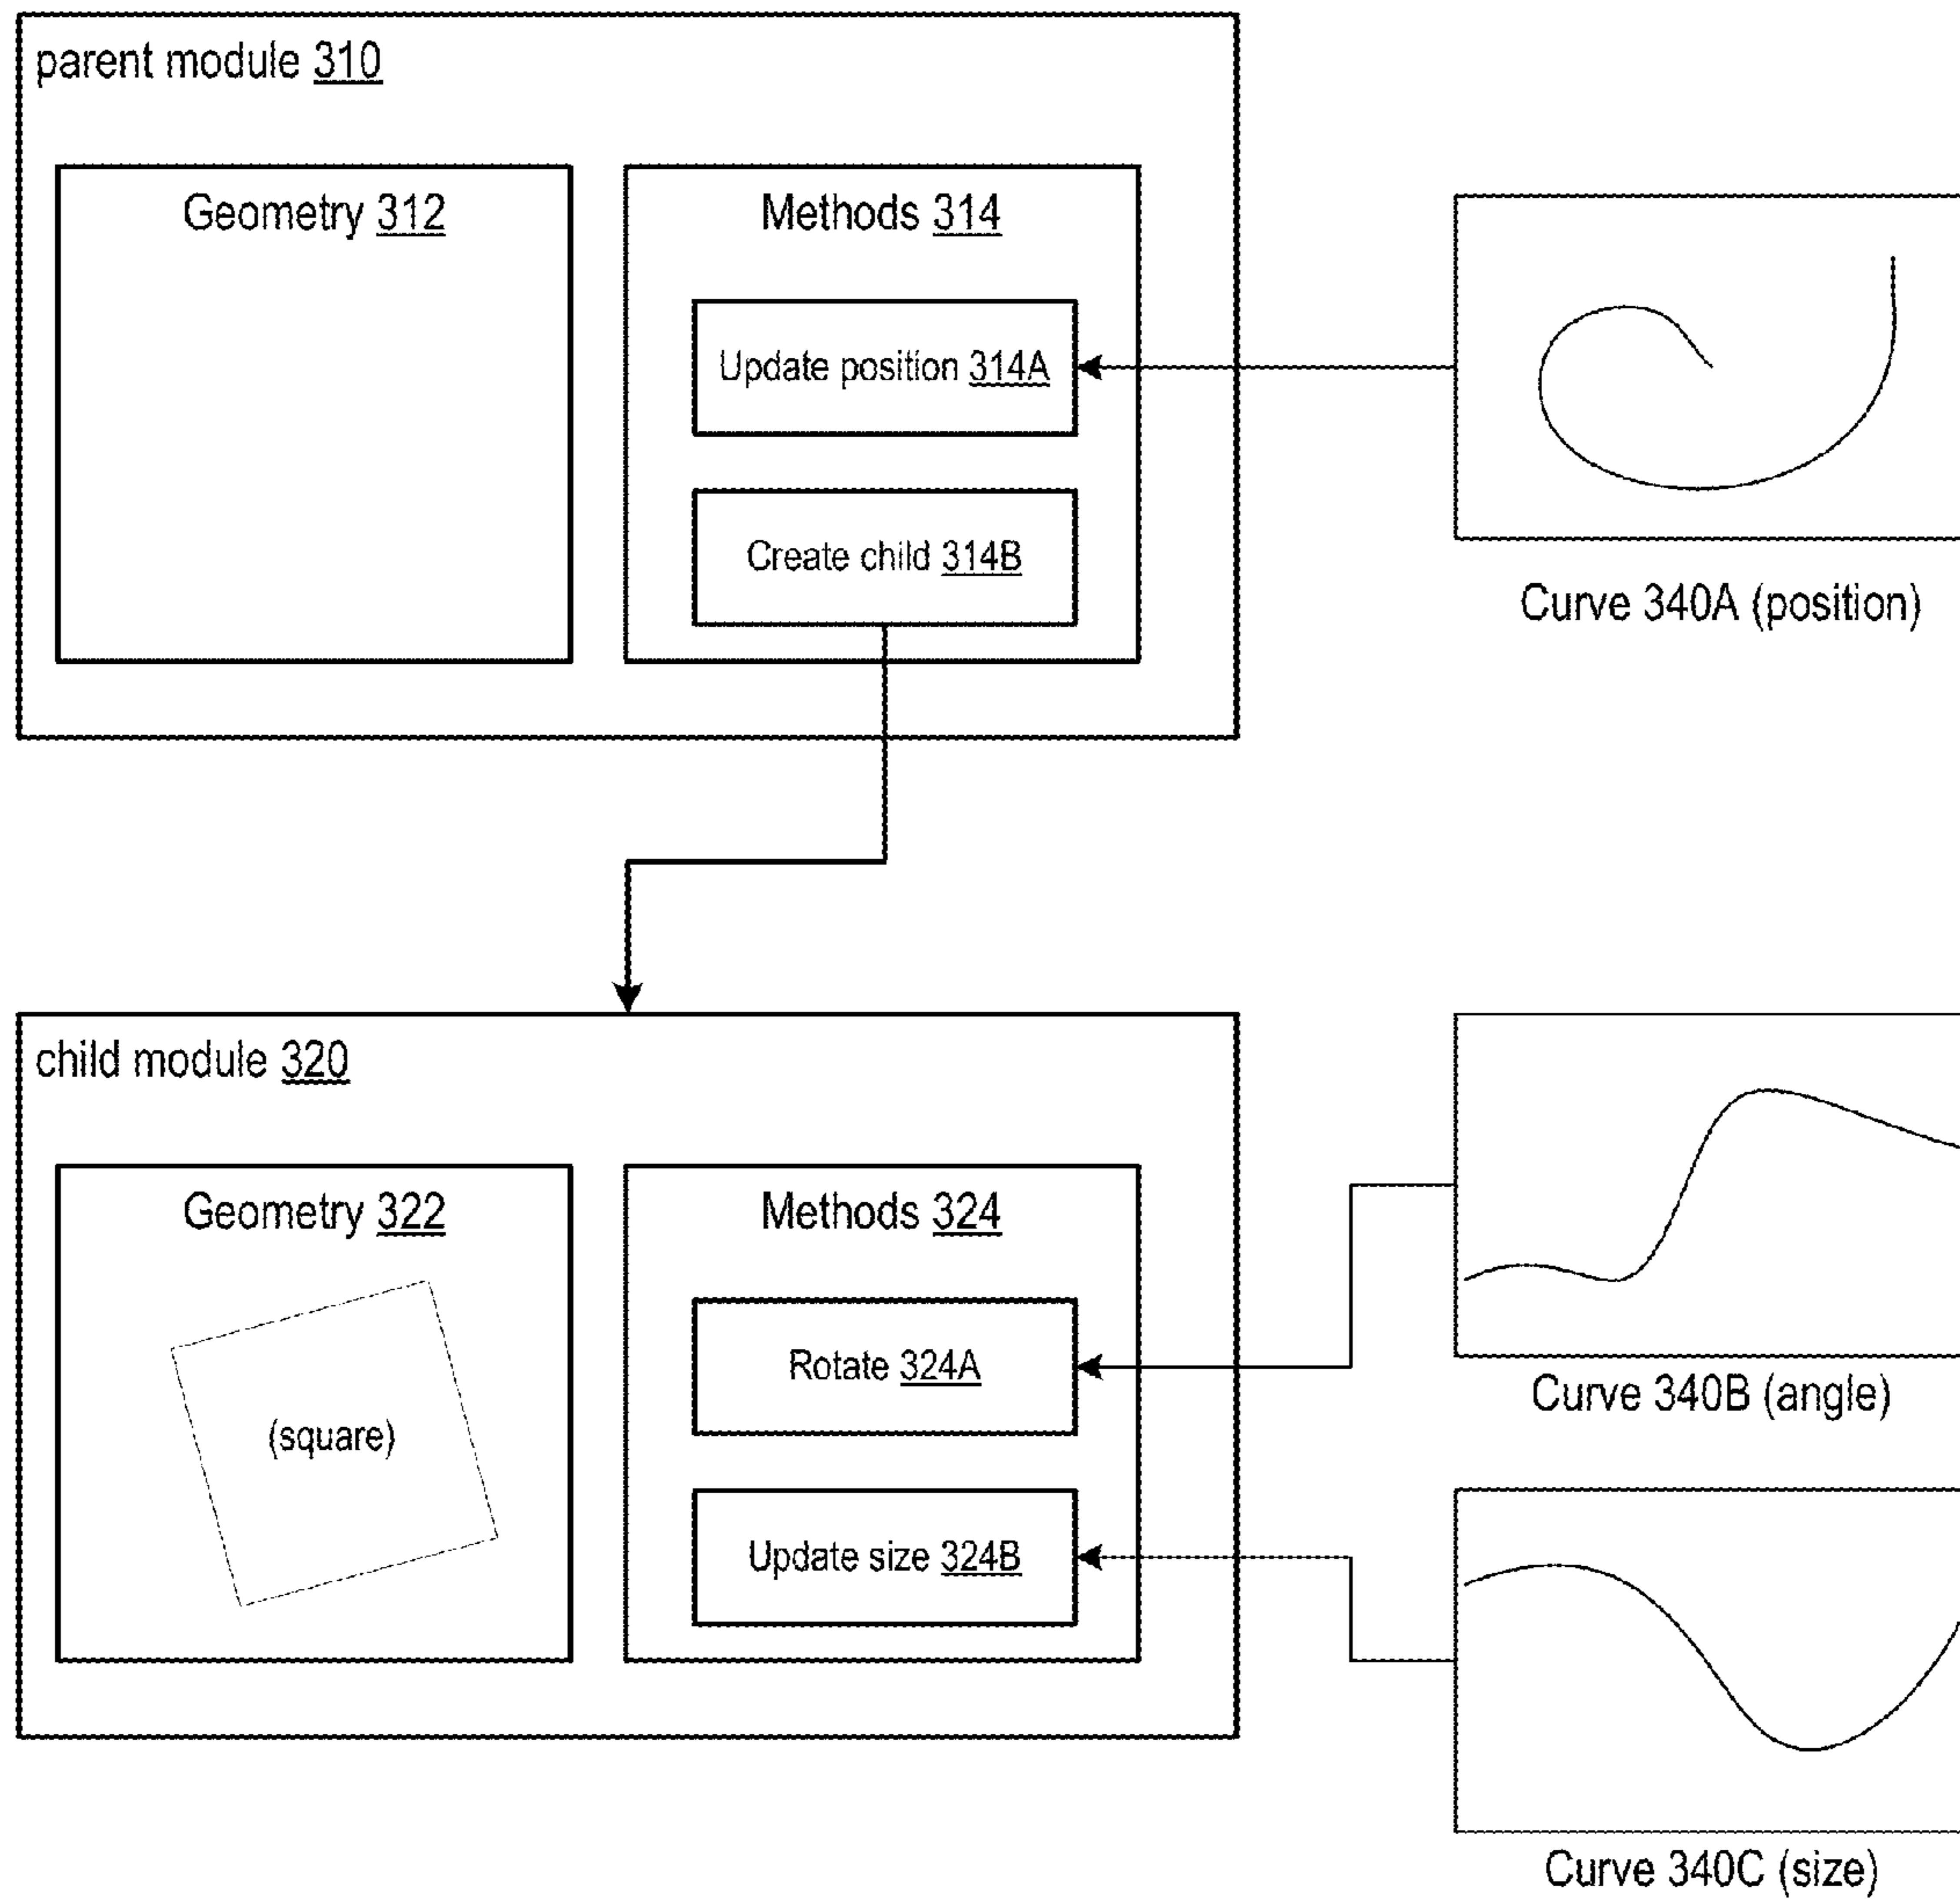 parent module 310
Geometry 312
Methods 314
Update position 314A
Create child 314B
Curve 340A (position)
child module 320
Geometry 322
(square)
Methods 324
Rotate 324A
Update size 324B
Curve 340B (angle)
Curve 340C (size)